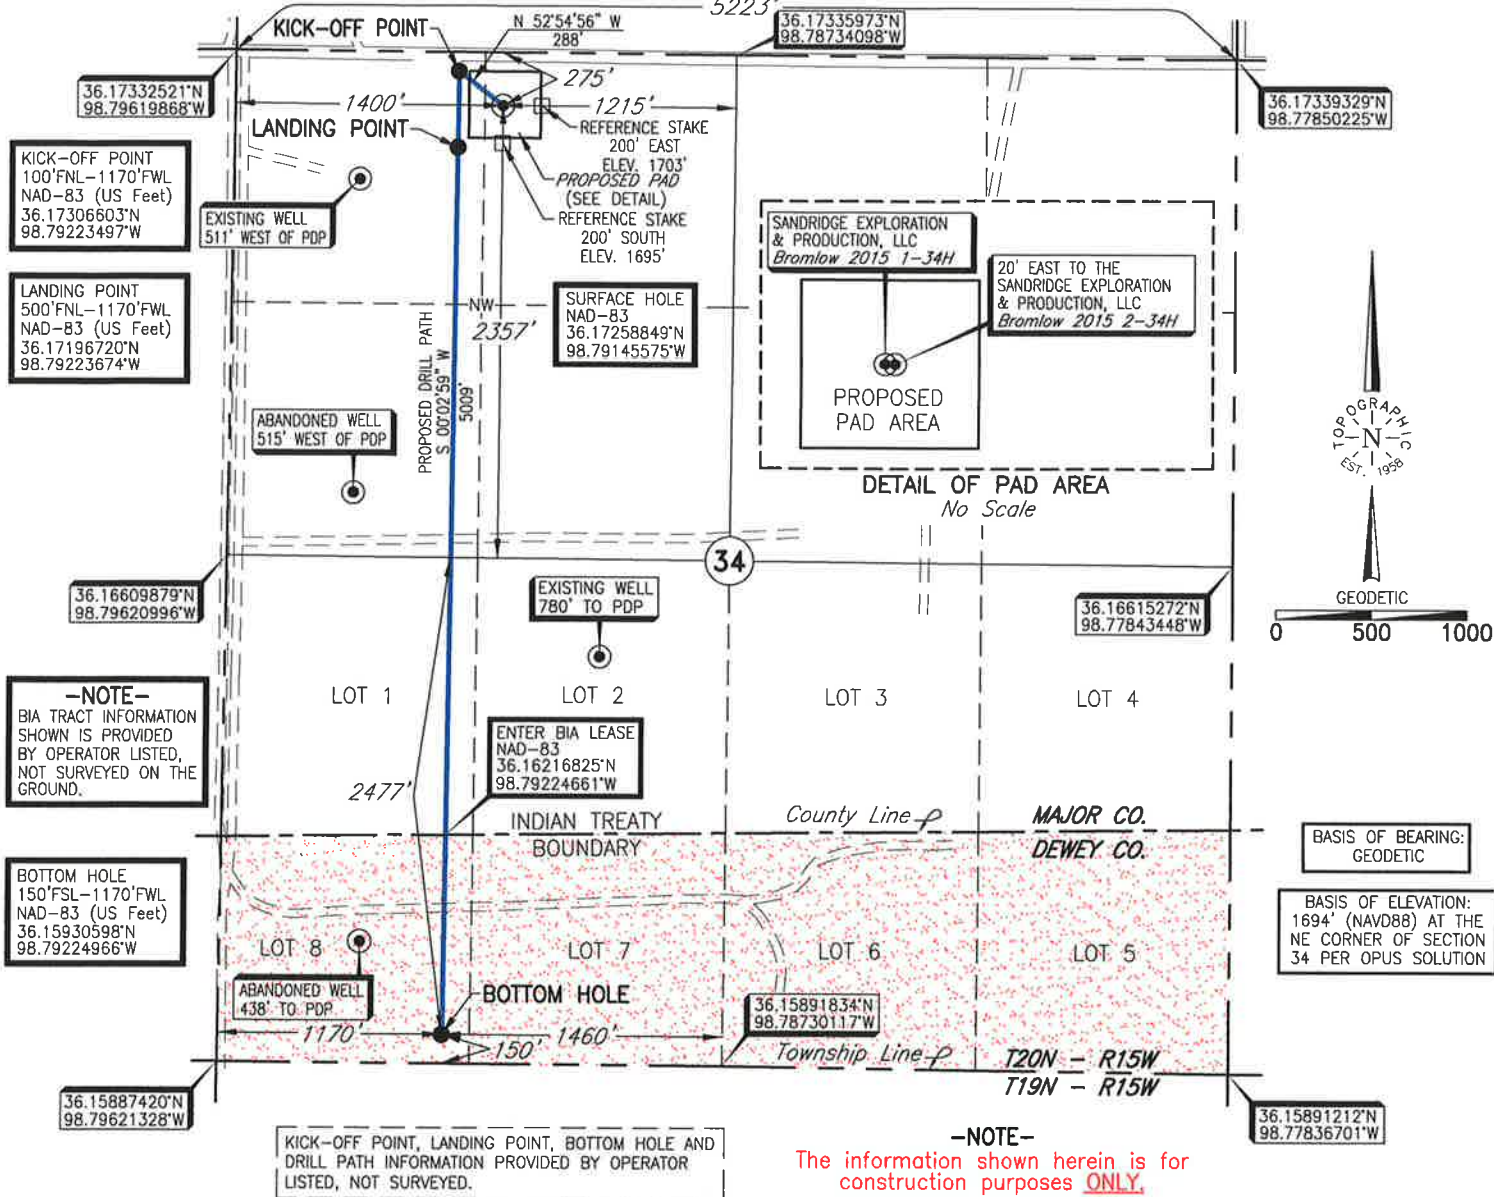 5223'
KICK-OFF POINT
N 52°54'56" W
288'
36.17335973°N
98.78734098°W
36.17332521°N
98.79619868°W
275'
1400'
1215'
36.17339329°N
98.77850225°W
LANDING POINT
REFERENCE STAKE
200' EAST
ELEV. 1703'
PROPOSED PAD
(SEE DETAIL)
REFERENCE STAKE
200' SOUTH
ELEV. 1695'
KICK-OFF POINT
100'FNL-1170'FWL
NAD-83 (US Feet)
36.17306603°N
98.79223497°W
EXISTING WELL
511' WEST OF PDP
SANDRIDGE EXPLORATION
& PRODUCTION, LLC
Bromlow 2015 1-34H
20' EAST TO THE
SANDRIDGE EXPLORATION
& PRODUCTION, LLC
Bromlow 2015 2-34H
LANDING POINT
500'FNL-1170'FWL
NAD-83 (US Feet)
36.17196720°N
98.79223674°W
NW
2357'
SURFACE HOLE
NAD-83
36.17258849°N
98.79145575°W
PROPOSED DRILL PATH
S 00°02'59" W
5009'
PROPOSED
PAD AREA
ABANDONED WELL
515' WEST OF PDP
TOPOGRAPHIC
N
EST. 1958
DETAIL OF PAD AREA
No Scale
34
36.16609879°N
98.79620996°W
EXISTING WELL
780' TO PDP
36.16615272°N
98.77843448°W
GEODETIC
0 500 1000
LOT 1
LOT 2
LOT 3
LOT 4
-NOTE-
BIA TRACT INFORMATION
SHOWN IS PROVIDED
BY OPERATOR LISTED,
NOT SURVEYED ON THE
GROUND.
ENTER BIA LEASE
NAD-83
36.16216825°N
98.79224661°W
2477'
INDIAN TREATY
BOUNDARY
County Line
MAJOR CO.
DEWEY CO.
BASIS OF BEARING:
GEODETIC
BOTTOM HOLE
150'FSL-1170'FWL
NAD-83 (US Feet)
36.15930598°N
98.79224966°W
BASIS OF ELEVATION:
1694' (NAVD88) AT THE
NE CORNER OF SECTION
34 PER OPUS SOLUTION
LOT 8
LOT 7
LOT 6
LOT 5
ABANDONED WELL
438' TO PDP
BOTTOM HOLE
36.15891834°N
98.78730117°W
1170'
150'
1460'
Township Line
T20N - R15W
T19N - R15W
36.15887420°N
98.79621328°W
36.15891212°N
98.77836701°W
KICK-OFF POINT, LANDING POINT, BOTTOM HOLE AND
DRILL PATH INFORMATION PROVIDED BY OPERATOR
LISTED, NOT SURVEYED.
-NOTE-
The information shown herein is for
construction purposes ONLY.